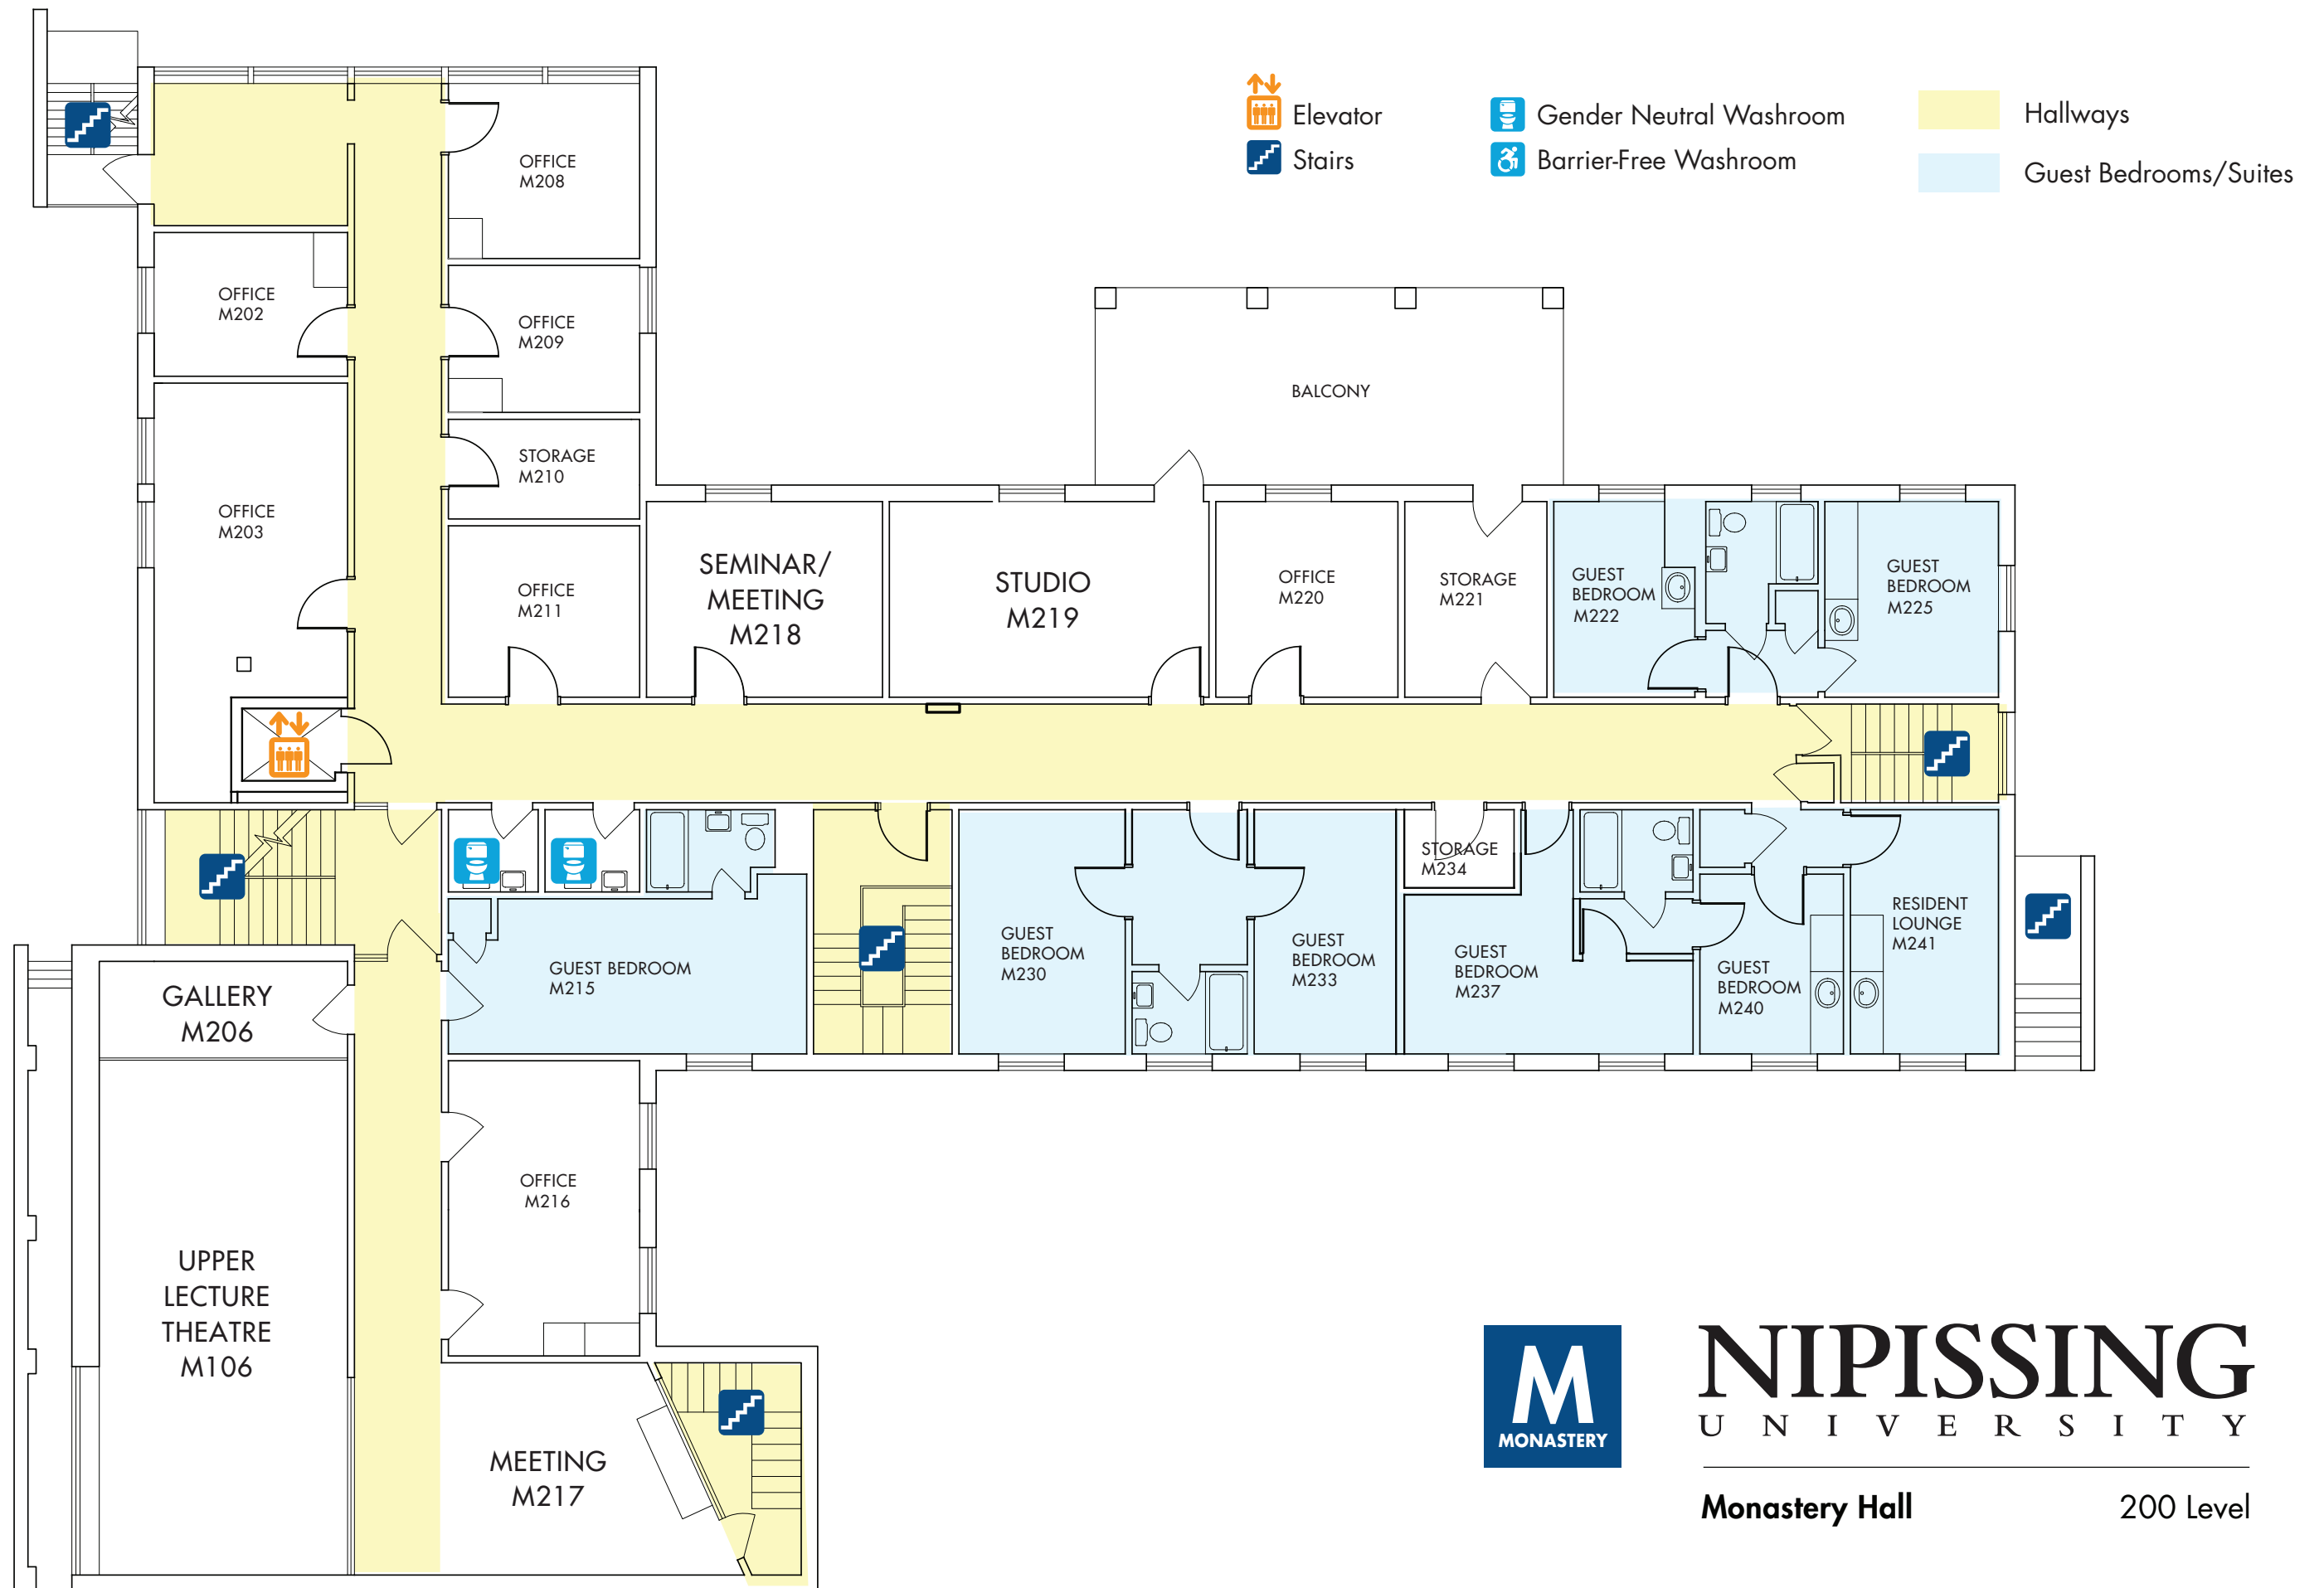 Elevator
Stairs
Gender Neutral Washroom
Barrier-Free Washroom
Hallways
Guest Bedrooms/Suites
OFFICE
M208
OFFICE
M202
OFFICE
M209
BALCONY
STORAGE
M210
OFFICE
M203
OFFICE
M211
SEMINAR/
MEETING
M218
STUDIO
M219
OFFICE
M220
STORAGE
M221
GUEST
BEDROOM
M222
GUEST
BEDROOM
M225
STORAGE
M234
GUEST BEDROOM
M215
GUEST
BEDROOM
M230
GUEST
BEDROOM
M233
GUEST
BEDROOM
M237
GUEST
BEDROOM
M240
RESIDENT
LOUNGE
M241
GALLERY
M206
OFFICE
M216
UPPER
LECTURE
THEATRE
M106
MEETING
M217
M
MONASTERY
NIPISSING
UNIVERSITY
Monastery Hall
200 Level